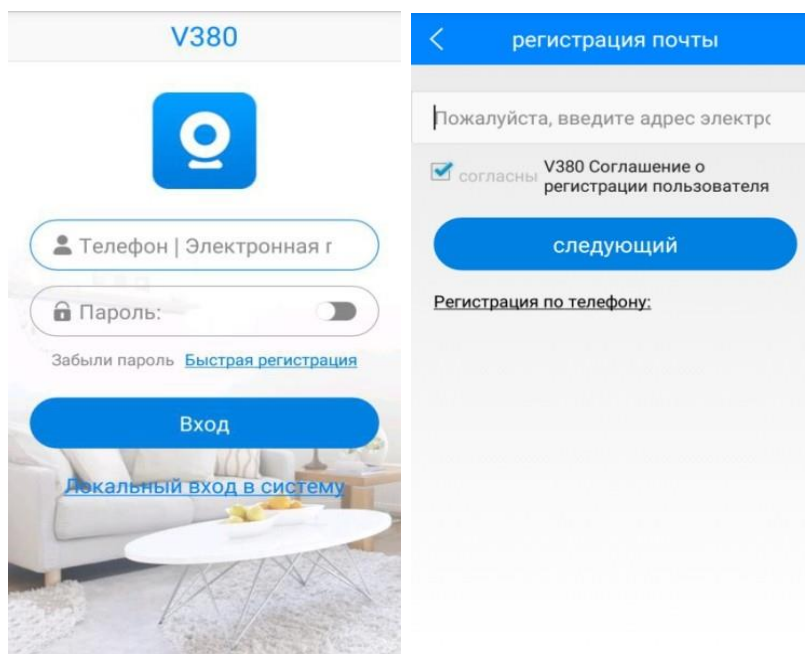 V380
Телефон | Электронная г
Пароль:
Забыли пароль Быстрая регистрация
Вход
Локальный вход в систему
регистрация почты
Пожалуйста, введите адрес электрс
согласны V380 Соглашение о
регистрации пользователя
следующий
Регистрация по телефону: